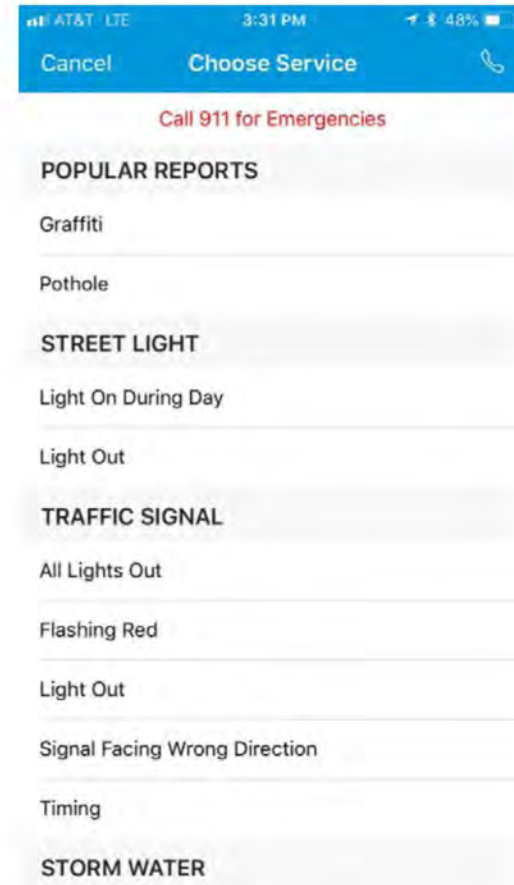 AT&T LTE 3:31 PM 48%
Cancel Choose Service
Call 911 for Emergencies
POPULAR REPORTS
Graffiti
Pothole
STREET LIGHT
Light On During Day
Light Out
TRAFFIC SIGNAL
All Lights Out
Flashing Red
Light Out
Signal Facing Wrong Direction
Timing
STORM WATER